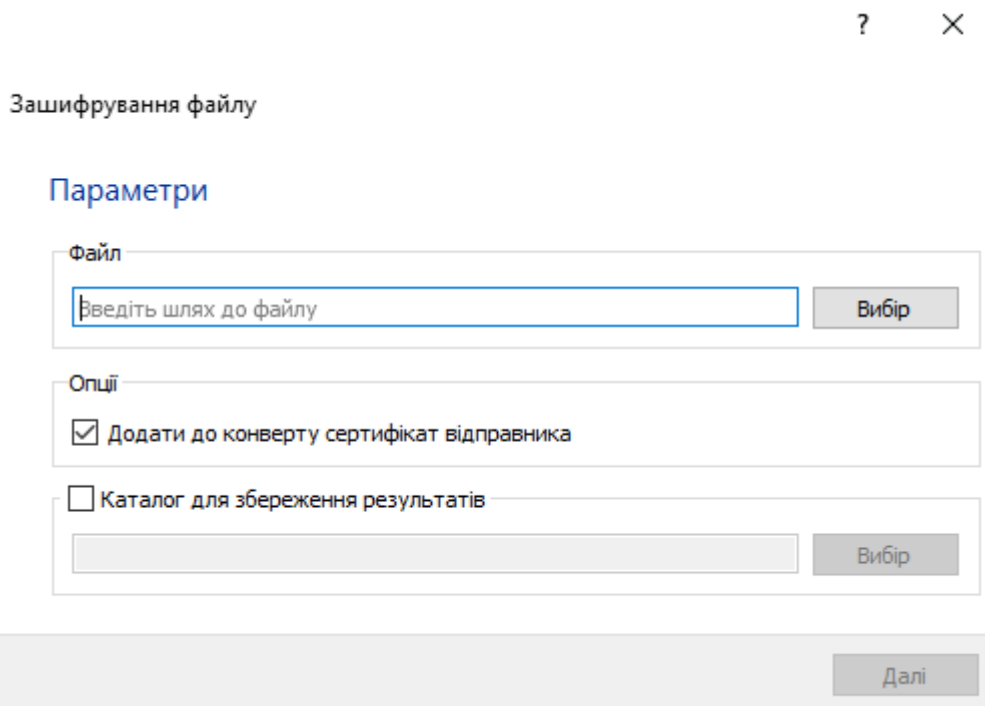 ?
Зашифрування файлу
Параметри
Файл
Введіть шлях до файлу
Вибір
Опції
Додати до конверту сертифікат відправника
Каталог для збереження результатів
Вибір
Далі